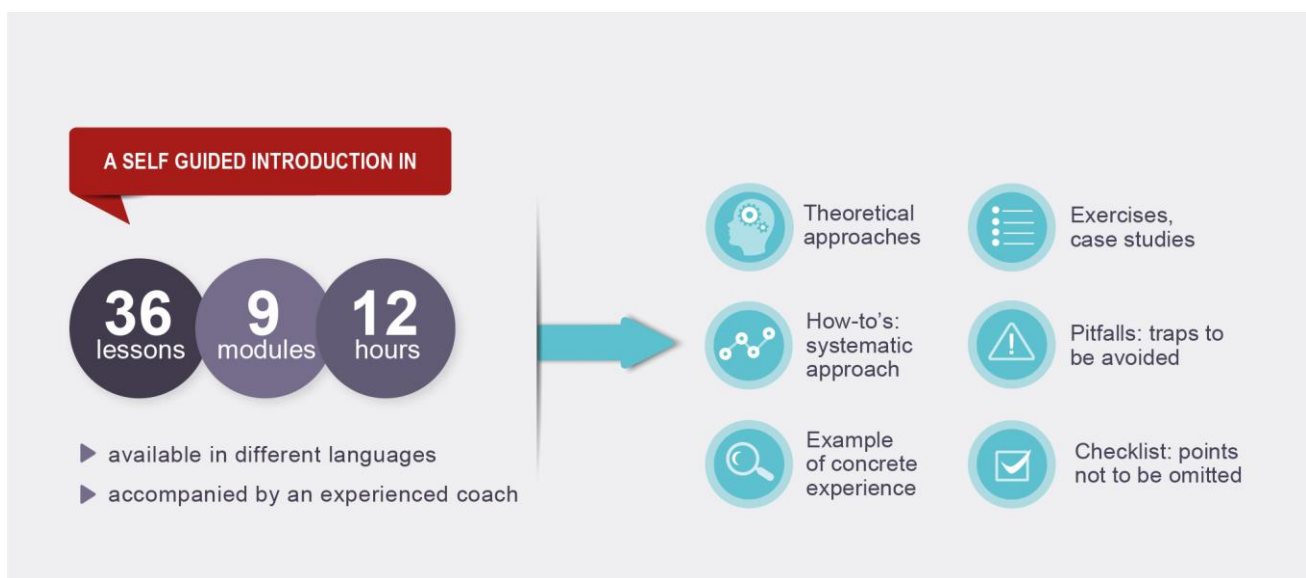 A SELF GUIDED INTRODUCTION IN
36
lessons
9
modules
12
hours
available in different languages
accompanied by an experienced coach
Theoretical
approaches
How-to's:
systematic
approach
Example
of concrete
experience
Exercises,
case studies
Pitfalls: traps to
be avoided
Checklist: points
not to be omitted